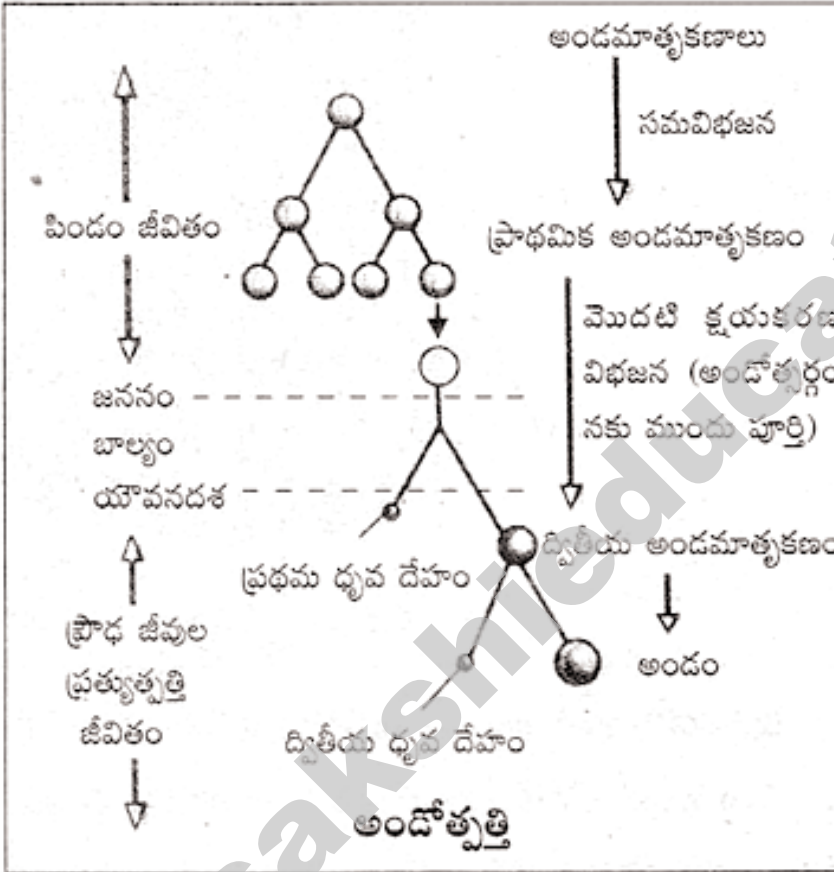 అండమాతృకణాలు
సమవిభజన
పిండం జీవితం
ప్రాథమిక అండమాతృకణం
మొదటి క్షయకరణ
విభజన (అండోత్సర్గం
నకు ముందు పూర్తి)
జననం
బాల్యం
యౌవనదశ
ప్రథమ ధృవ దేహం
ద్వితీయ అండమాతృకణం
ప్రౌఢ జీవుల
ప్రత్యుత్పత్తి
జీవితం
అండం
ద్వితీయ ధృవ దేహం
అండోత్పత్తి
sakshieduca